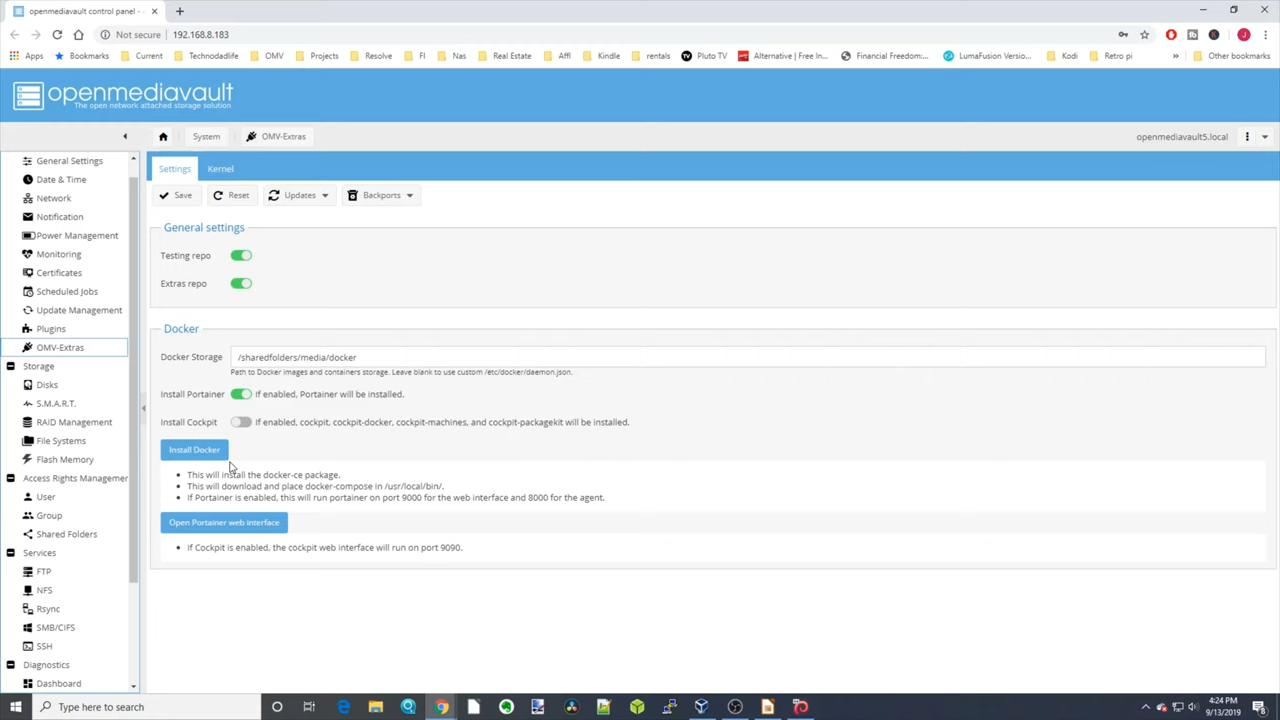 openmediavault control panel -
Not secure
192.168.8.183
Apps
Bookmarks
Current
Technodadlife
OMV
Projects
Resolve
FI
Nas
Real Estate
Affl
Kindle
rentals
Pluto TV
Alternative | Free In...
Financial Freedom:...
LumaFusion Versio...
Kodi
Retro pi
Other bookmarks
openmediavault
The open network attached storage solution
System
OMV-Extras
openmediavault5.local
General Settings
Date & Time
Network
Notification
Power Management
Monitoring
Certificates
Scheduled Jobs
Update Management
Plugins
OMV-Extras
Storage
Disks
S.M.A.R.T.
RAID Management
File Systems
Flash Memory
Access Rights Managemer
User
Group
Shared Folders
Services
FTP
NFS
Rsync
SMB/CIFS
SSH
Diagnostics
Dashboard
Settings
Kernel
Save
Reset
Updates
Backports
General settings
Testing repo
Extras repo
Docker
Docker Storage
/sharedfolders/media/docker
Path to Docker images and containers storage. Leave blank to use custom /etc/docker/daemon.json.
Install Portainer
If enabled, Portainer will be installed.
Install Cockpit
If enabled, cockpit, cockpit-docker, cockpit-machines, and cockpit-packagekit will be installed.
Install Docker
This will install the docker-ce package.
This will download and place docker-compose in /usr/local/bin/.
If Portainer is enabled, this will run portainer on port 9000 for the web interface and 8000 for the agent.
Open Portainer web interface
If Cockpit is enabled, the cockpit web interface will run on port 9090.
Type here to search
4:24 PM
9/13/2019